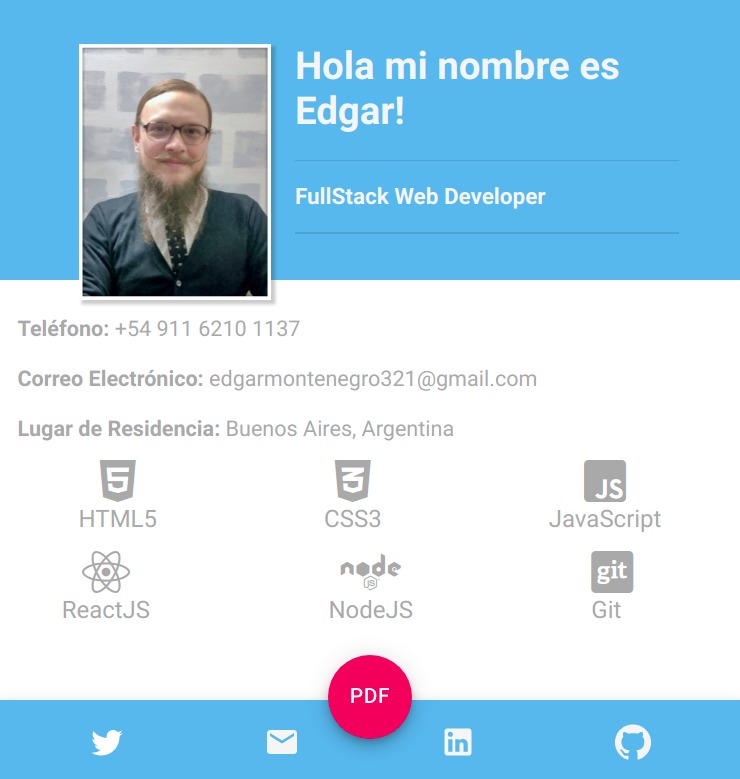 Hola mi nombre es
Edgar!
FullStack Web Developer
Teléfono: +54 911 6210 1137
Correo Electrónico: edgarmontenegro321@gmail.com
Lugar de Residencia: Buenos Aires, Argentina
5 3 JS
HTML5 CSS3 JavaScript
node JS git
ReactJS NodeJS Git
PDF
in